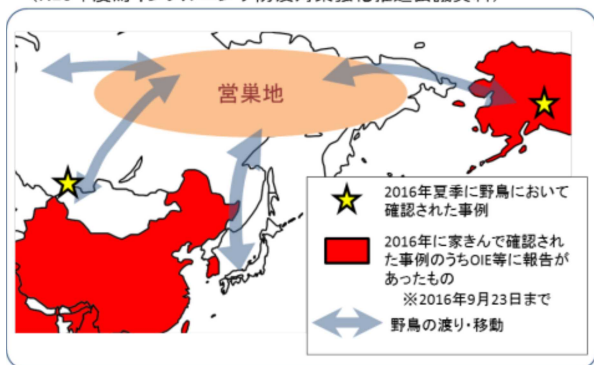 営巣地
2016年夏季に野鳥において
確認された事例
2016年に家きんで確認され
た事例のうちOIE等に報告が
あったもの
※2016年9月23日まで
野鳥の渡り・移動